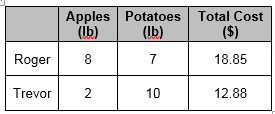 Apples (lb) Potatoes (lb) Total Cost ($)
Roger 8 7 18.85
Trevor 2 10 12.88